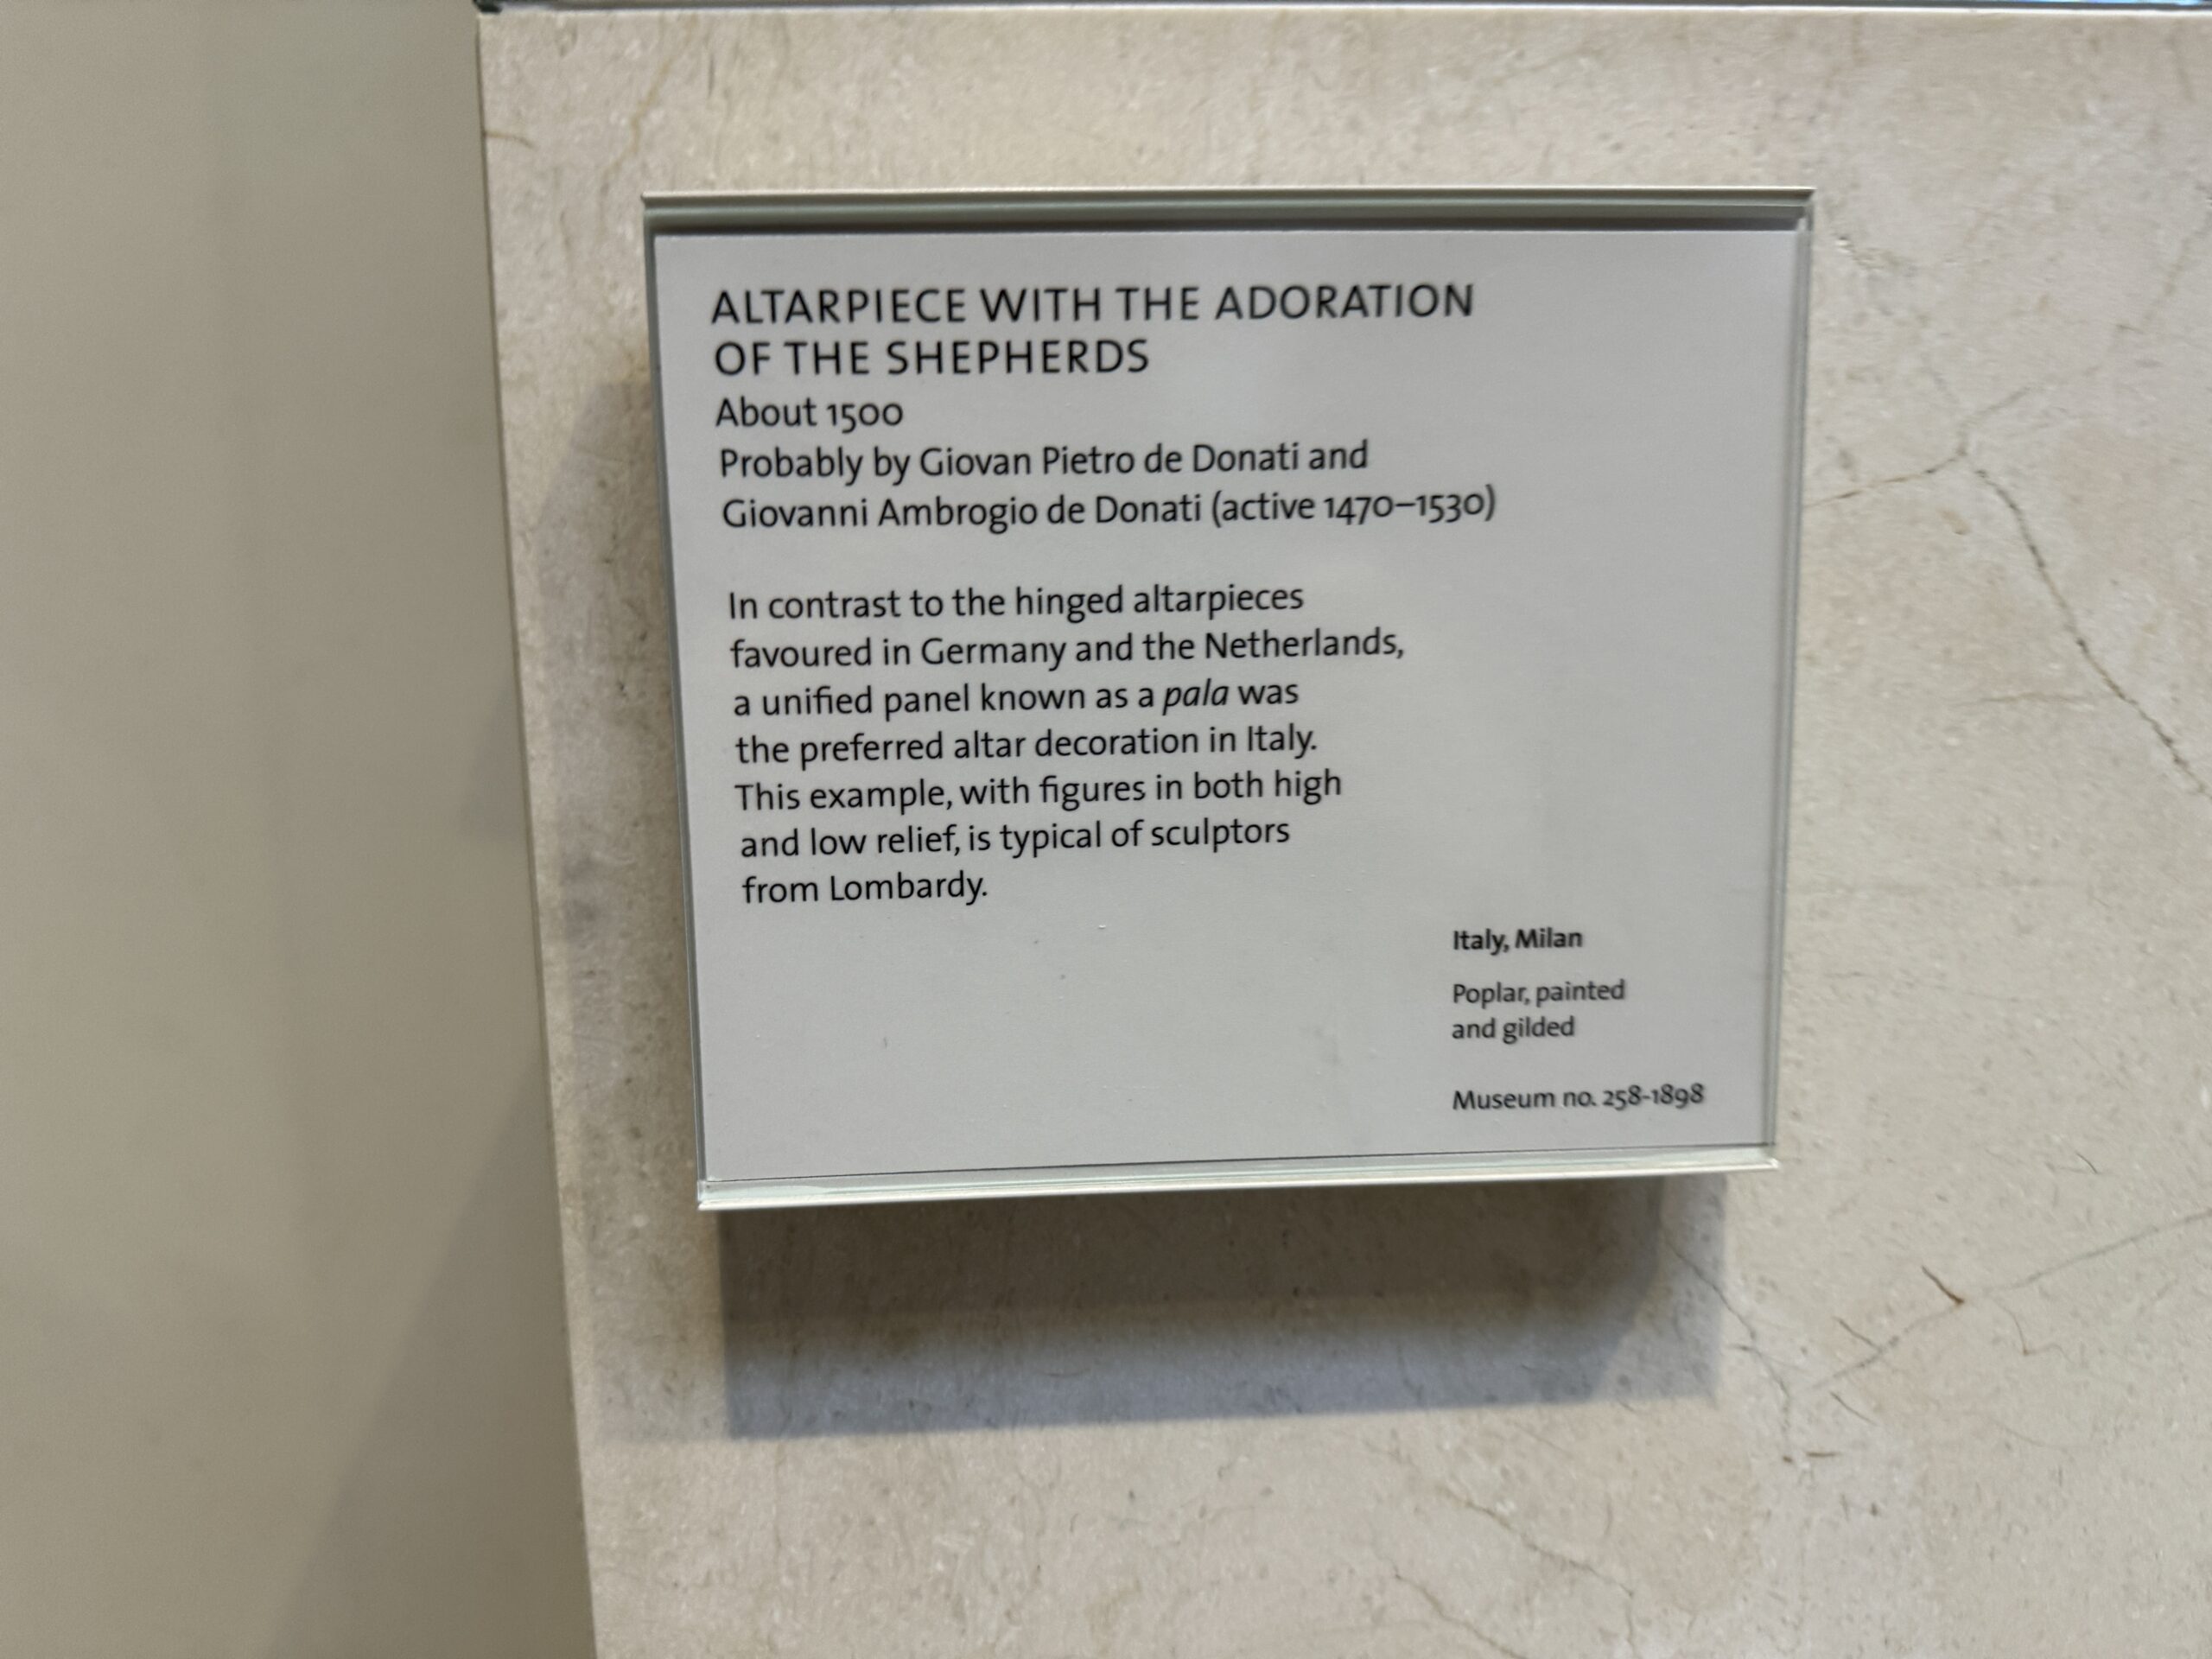 ALTARPIECE WITH THE ADORATION
OF THE SHEPHERDS
About 1500
Probably by Giovan Pietro de Donati and
Giovanni Ambrogio de Donati (active 1470–1530)
In contrast to the hinged altarpieces
favoured in Germany and the Netherlands,
a unified panel known as a pala was
the preferred altar decoration in Italy.
This example, with figures in both high
and low relief, is typical of sculptors
from Lombardy.
Italy, Milan
Poplar, painted
and gilded
Museum no. 258-1898